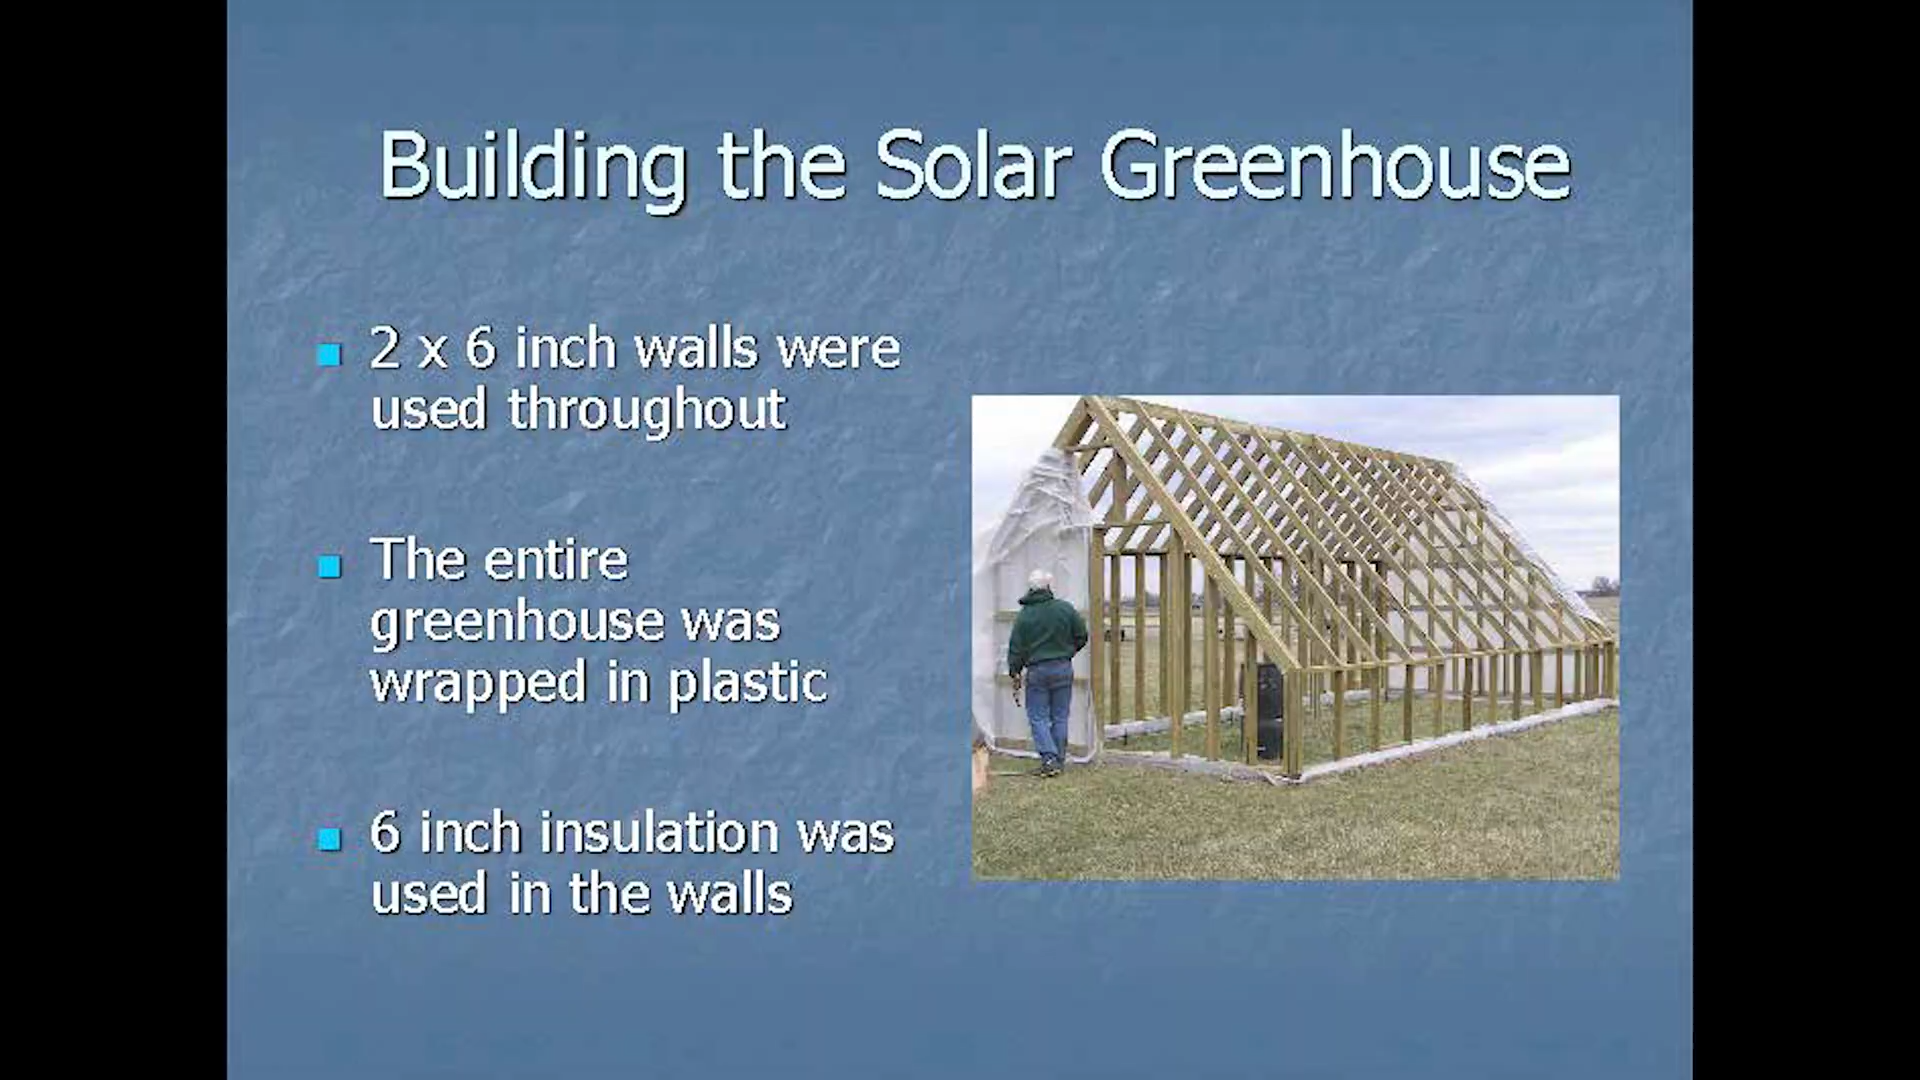 Building the Solar Greenhouse
2 x 6 inch walls were
used throughout
The entire
greenhouse was
wrapped in plastic
6 inch insulation was
used in the walls